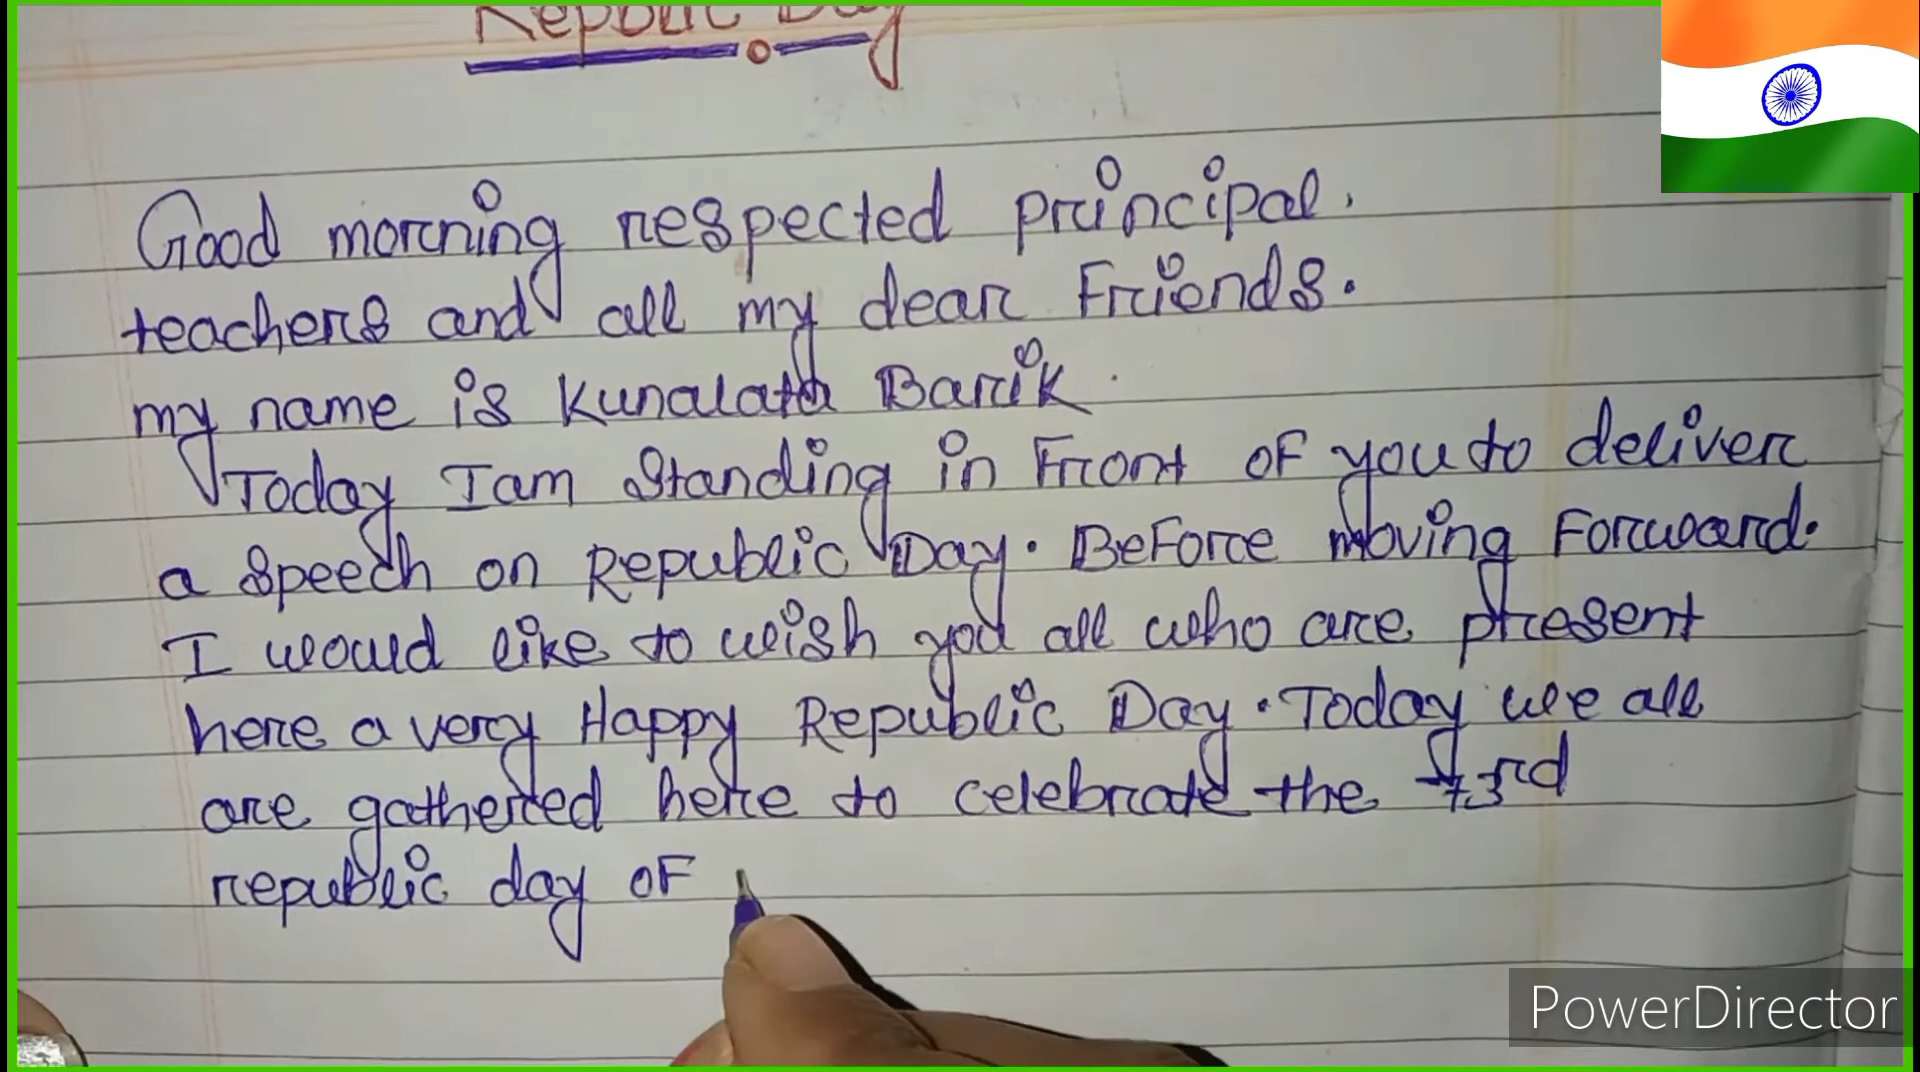 Republic Day
Good morning respected principal,
teachers and all my dear Friends.
my name is Kunalata Barik.
Today I am Standing in Front of you to deliver
a speech on Republic Day. Before moving Forward.
I would like to wish you all who are present
here a very Happy Republic Day. Today we all
are gathered here to celebrate the 73rd
republic day of
PowerDirector